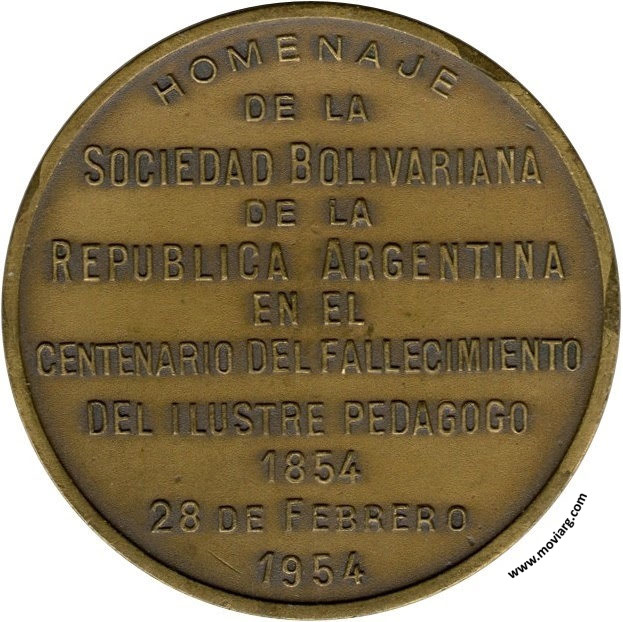 HOMENAJE
DE LA
SOCIEDAD BOLIVARIANA
DE LA
REPUBLICA ARGENTINA
EN EL
CENTENARIO DEL FALLECIMIENTO
DEL ILUSTRE PEDAGOGO
1854
28 DE FEBRERO
1954
www.moviarg.com